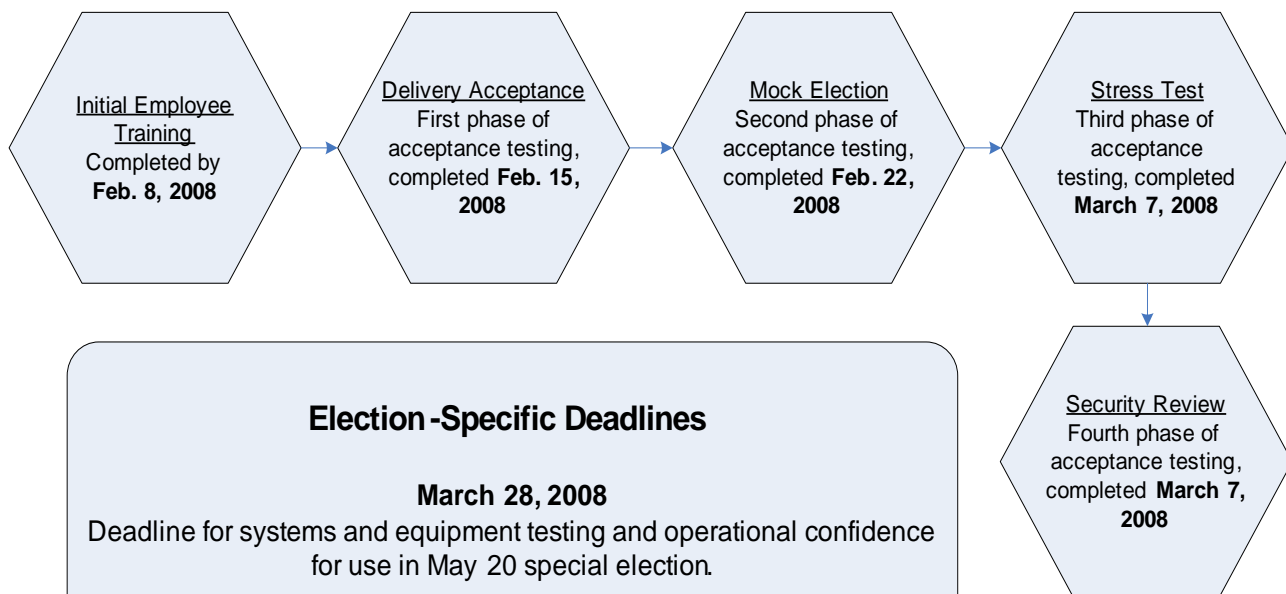 Initial Employee
Training
Completed by
Feb. 8, 2008
Delivery Acceptance
First phase of
acceptance testing,
completed Feb. 15,
2008
Mock Election
Second phase of
acceptance testing,
completed Feb. 22,
2008
Stress Test
Third phase of
acceptance
testing, completed
March 7, 2008
Security Review
Fourth phase of
acceptance testing,
completed March 7,
2008
Election-Specific Deadlines
March 28, 2008
Deadline for systems and equipment testing and operational confidence
for use in May 20 special election.